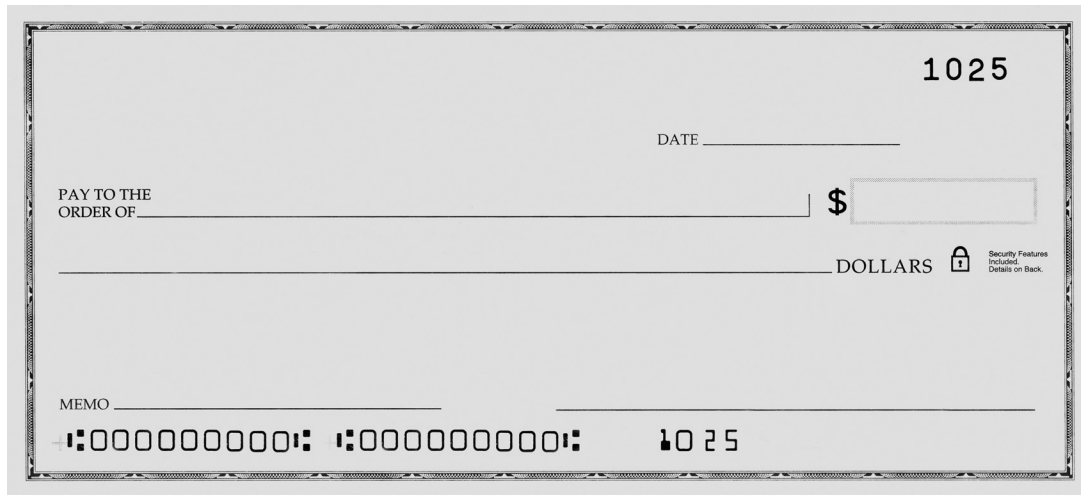 1025
DATE
PAY TO THE
ORDER OF
$
DOLLARS
Security Features
Included.
Details on Back.
MEMO
⑆000000000⑆ ⑆000000000⑆ 1025